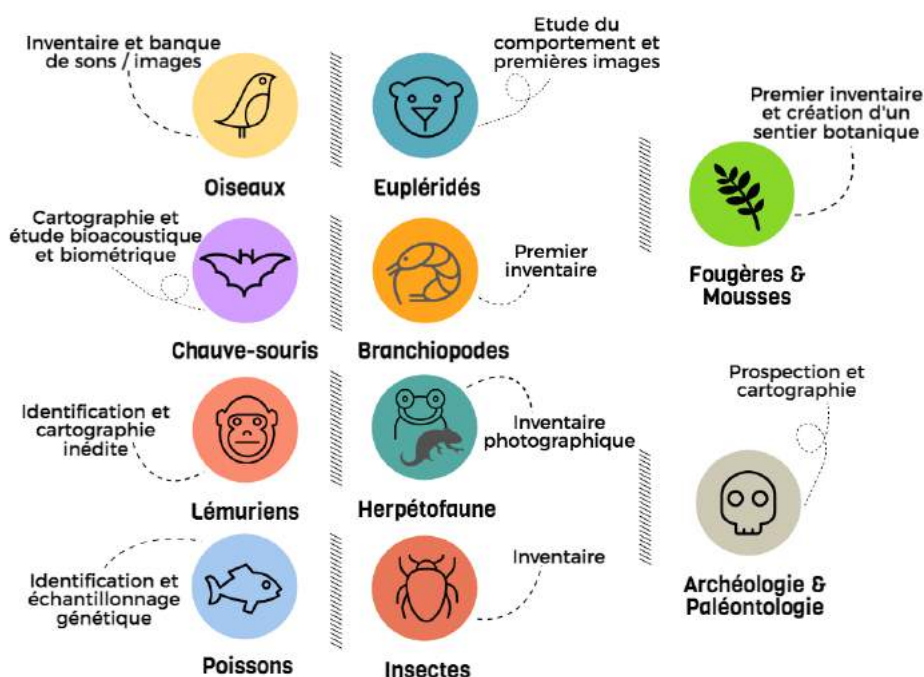 Inventaire et banque
de sons / images
Oiseaux
Etude du
comportement et
premières images
Eupléridés
Premier inventaire
et création d'un
sentier botanique
Fougères &
Mousses
Cartographie et
étude bioacoustique
et biométrique
Chauve-souris
Premier
inventaire
Branchiopodes
Identification et
cartographie
inédite
Lémuriens
Inventaire
photographique
Herpétofaune
Prospection et
cartographie
Archéologie &
Paléontologie
Identification et
échantillonnage
génétique
Poissons
Inventaire
Insectes